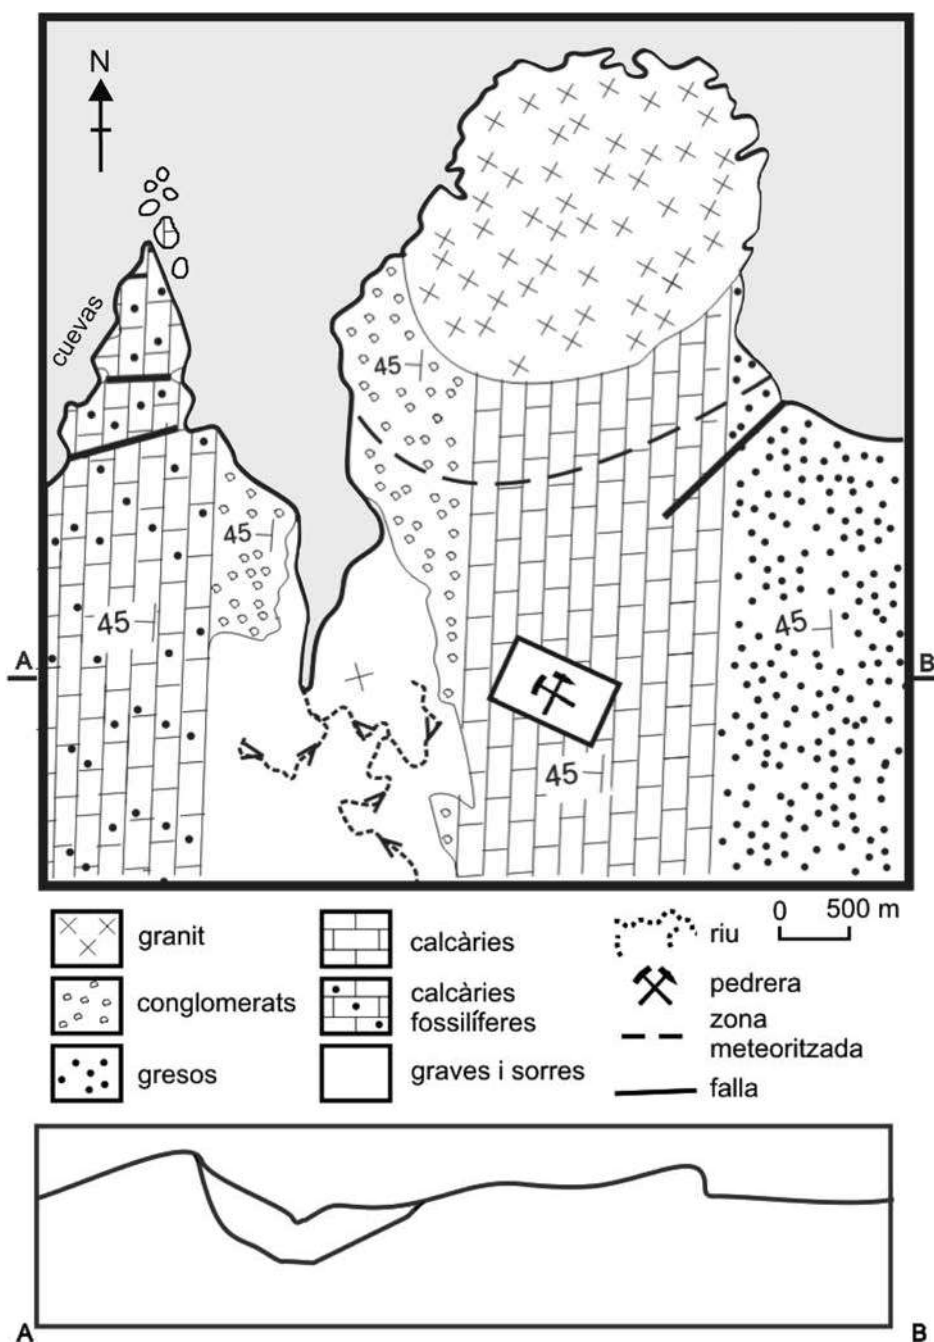 N
cuevas
45
45
45
45
A
B
45
0 500 m
granit
calcàries
riu
conglomerats
calcàries
fossilíferes
pedrera
zona
meteoritzada
gresos
graves i sorres
falla
A
B